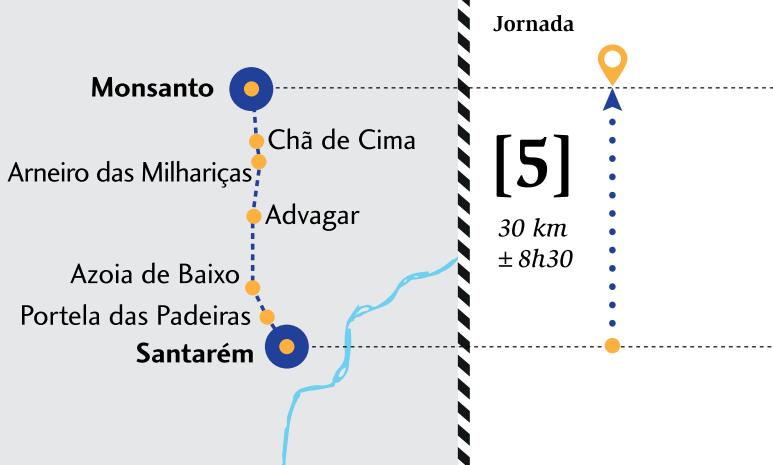 Jornada
Monsanto
Chã de Cima
Arneiro das Milhariças
Advagar
Azoia de Baixo
Portela das Padeiras
Santarém
[5]
30 km
± 8h30